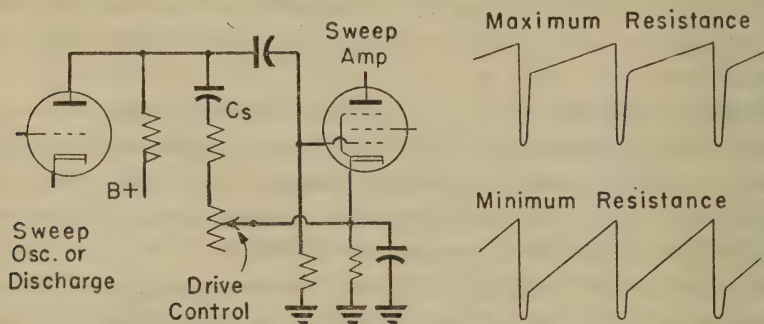 Sweep
Amp
Cs
B+
Sweep
Osc. or
Discharge
Drive
Control
Maximum Resistance
Minimum Resistance